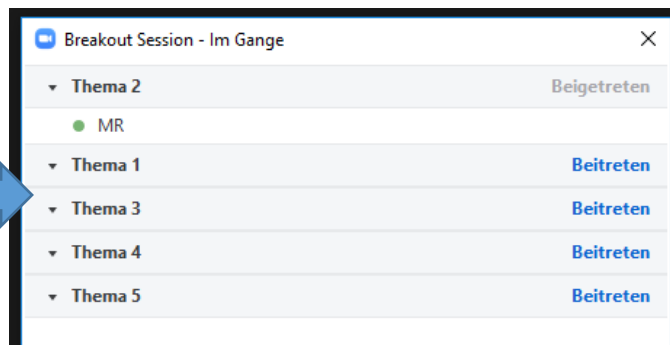 Breakout Session - Im Gange
Thema 2 Beigetreten
MR
Thema 1 Beitreten
Thema 3 Beitreten
Thema 4 Beitreten
Thema 5 Beitreten